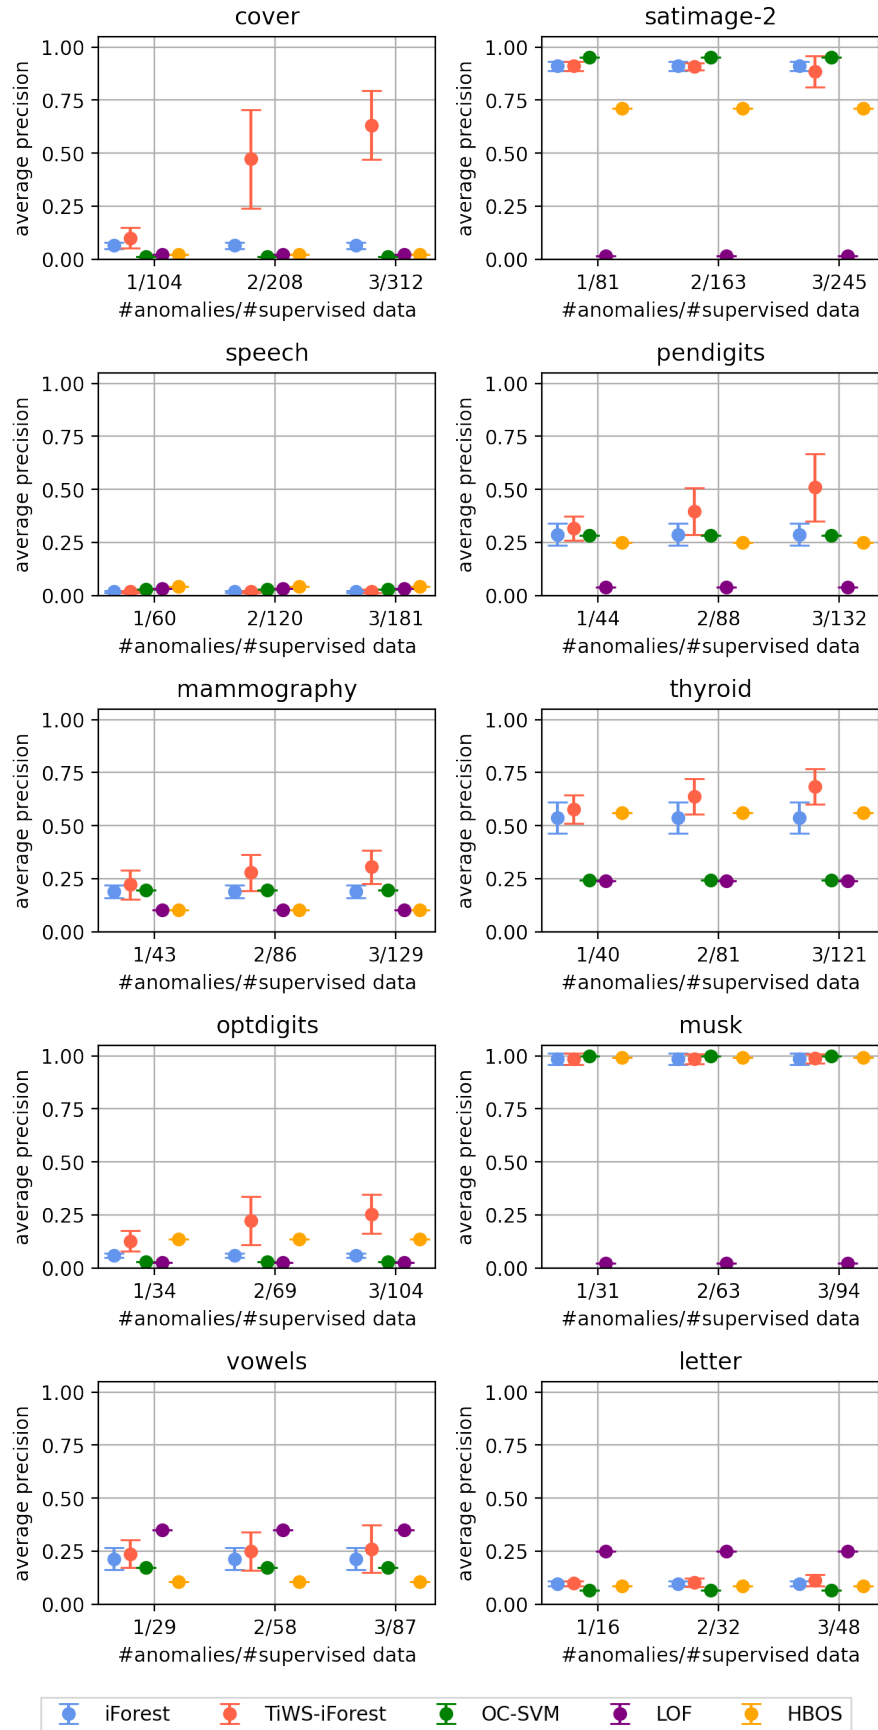 cover
average precision
1.00
0.75
0.50
0.25
0.00
1/104 2/208 3/312
#anomalies/#supervised data
satimage-2
average precision
1.00
0.75
0.50
0.25
0.00
1/81 2/163 3/245
#anomalies/#supervised data
speech
average precision
1.00
0.75
0.50
0.25
0.00
1/60 2/120 3/181
#anomalies/#supervised data
pendigits
average precision
1.00
0.75
0.50
0.25
0.00
1/44 2/88 3/132
#anomalies/#supervised data
mammography
average precision
1.00
0.75
0.50
0.25
0.00
1/43 2/86 3/129
#anomalies/#supervised data
thyroid
average precision
1.00
0.75
0.50
0.25
0.00
1/40 2/81 3/121
#anomalies/#supervised data
optdigits
average precision
1.00
0.75
0.50
0.25
0.00
1/34 2/69 3/104
#anomalies/#supervised data
musk
average precision
1.00
0.75
0.50
0.25
0.00
1/31 2/63 3/94
#anomalies/#supervised data
vowels
average precision
1.00
0.75
0.50
0.25
0.00
1/29 2/58 3/87
#anomalies/#supervised data
letter
average precision
1.00
0.75
0.50
0.25
0.00
1/16 2/32 3/48
#anomalies/#supervised data
iForest TiWS-iForest OC-SVM LOF HBOS